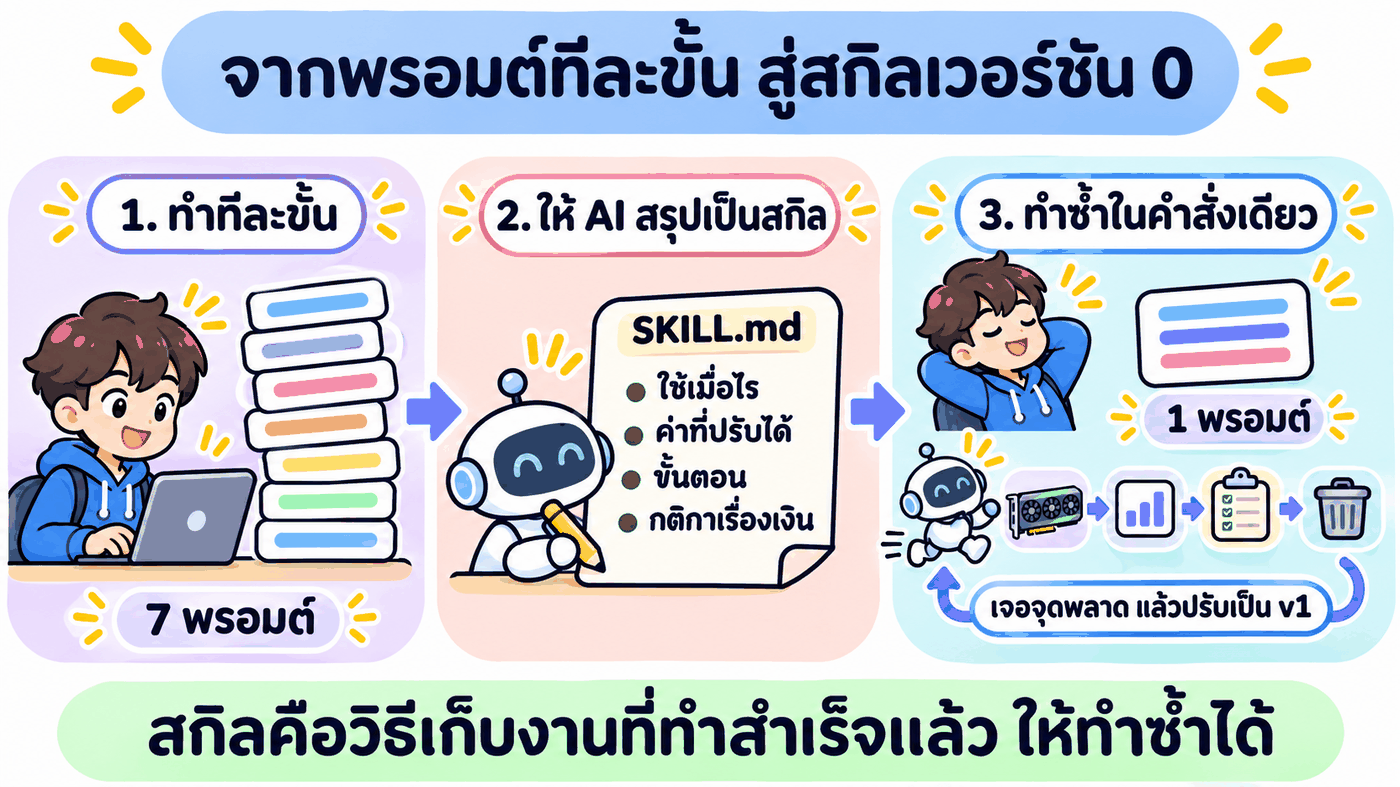 จากพรอมต์ทีละขั้น สู่สกิลเวอร์ชัน 0
1. ทำทีละขั้น
7 พรอมต์
2. ให้ AI สรุปเป็นสกิล
SKILL.md
ใช้เมื่อไร
ค่าที่ปรับได้
ขั้นตอน
กติกาเรื่องเงิน
3. ทำซ้ำในคำสั่งเดียว
1 พรอมต์
เจอจุดพลาด แล้วปรับเป็น v1
สกิลคือวิธีเก็บงานที่ทำสำเร็จแล้ว ให้ทำซ้ำได้